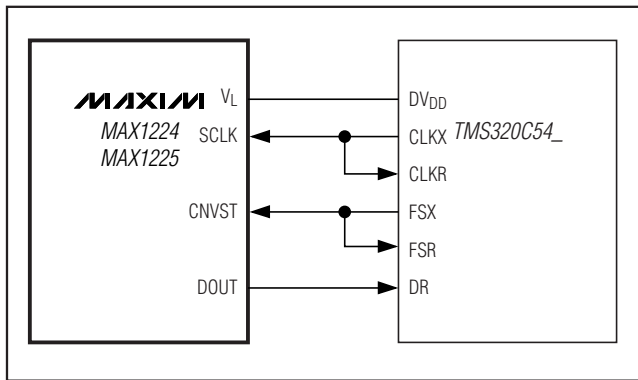 MAXIM
MAX1224
MAX1225
VL
SCLK
CNVST
DOUT
DVDD
CLKX
CLKR
FSX
FSR
DR
TMS320C54_